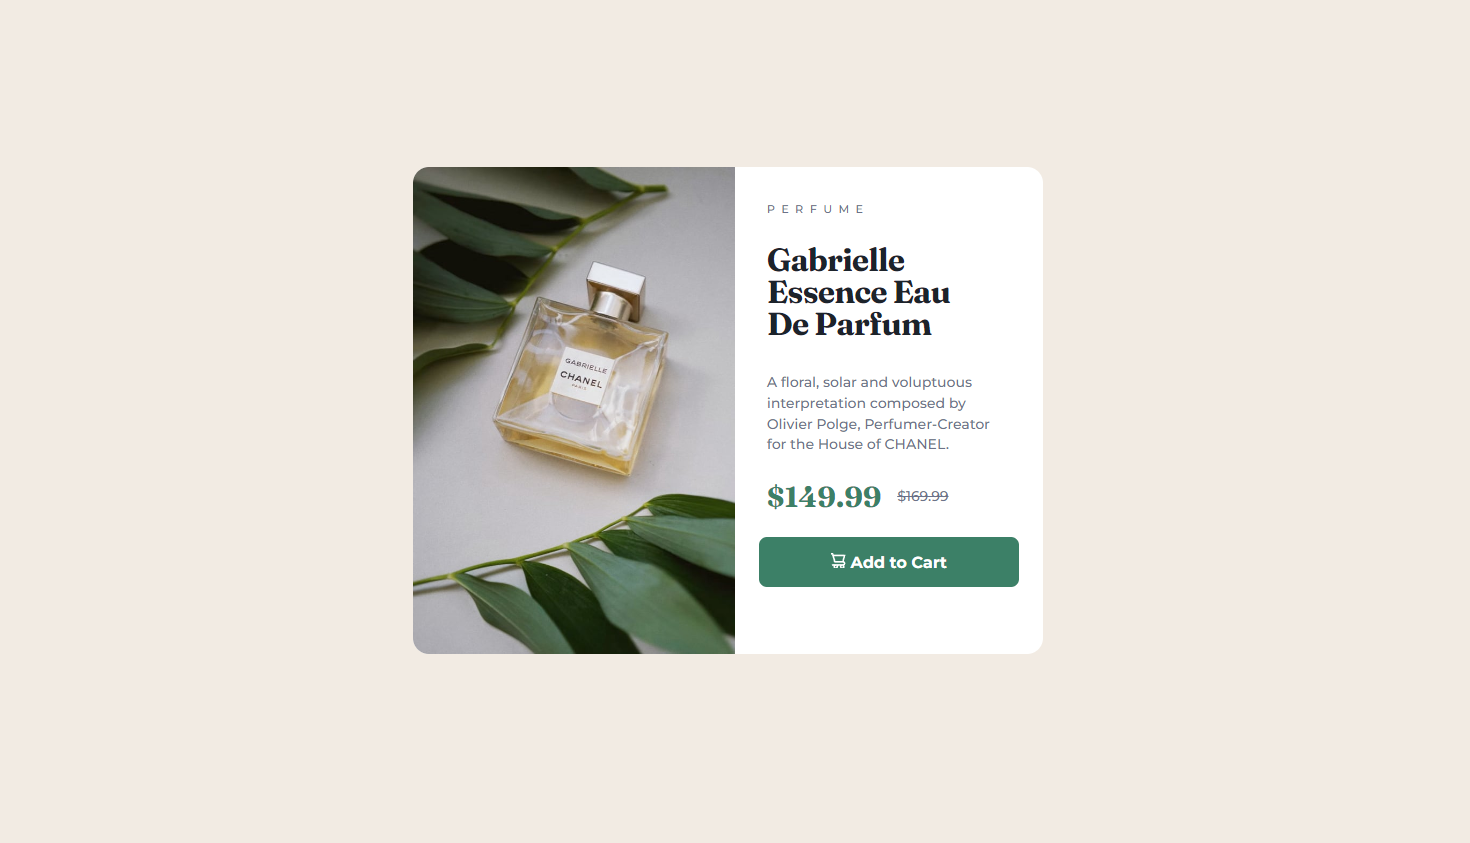 GABRIELLE
CHANEL
PARIS
PERFUME
Gabrielle
Essence Eau
De Parfum
A floral, solar and voluptuous
interpretation composed by
Olivier Polge, Perfumer-Creator
for the House of CHANEL.
$149.99 $169.99
Add to Cart